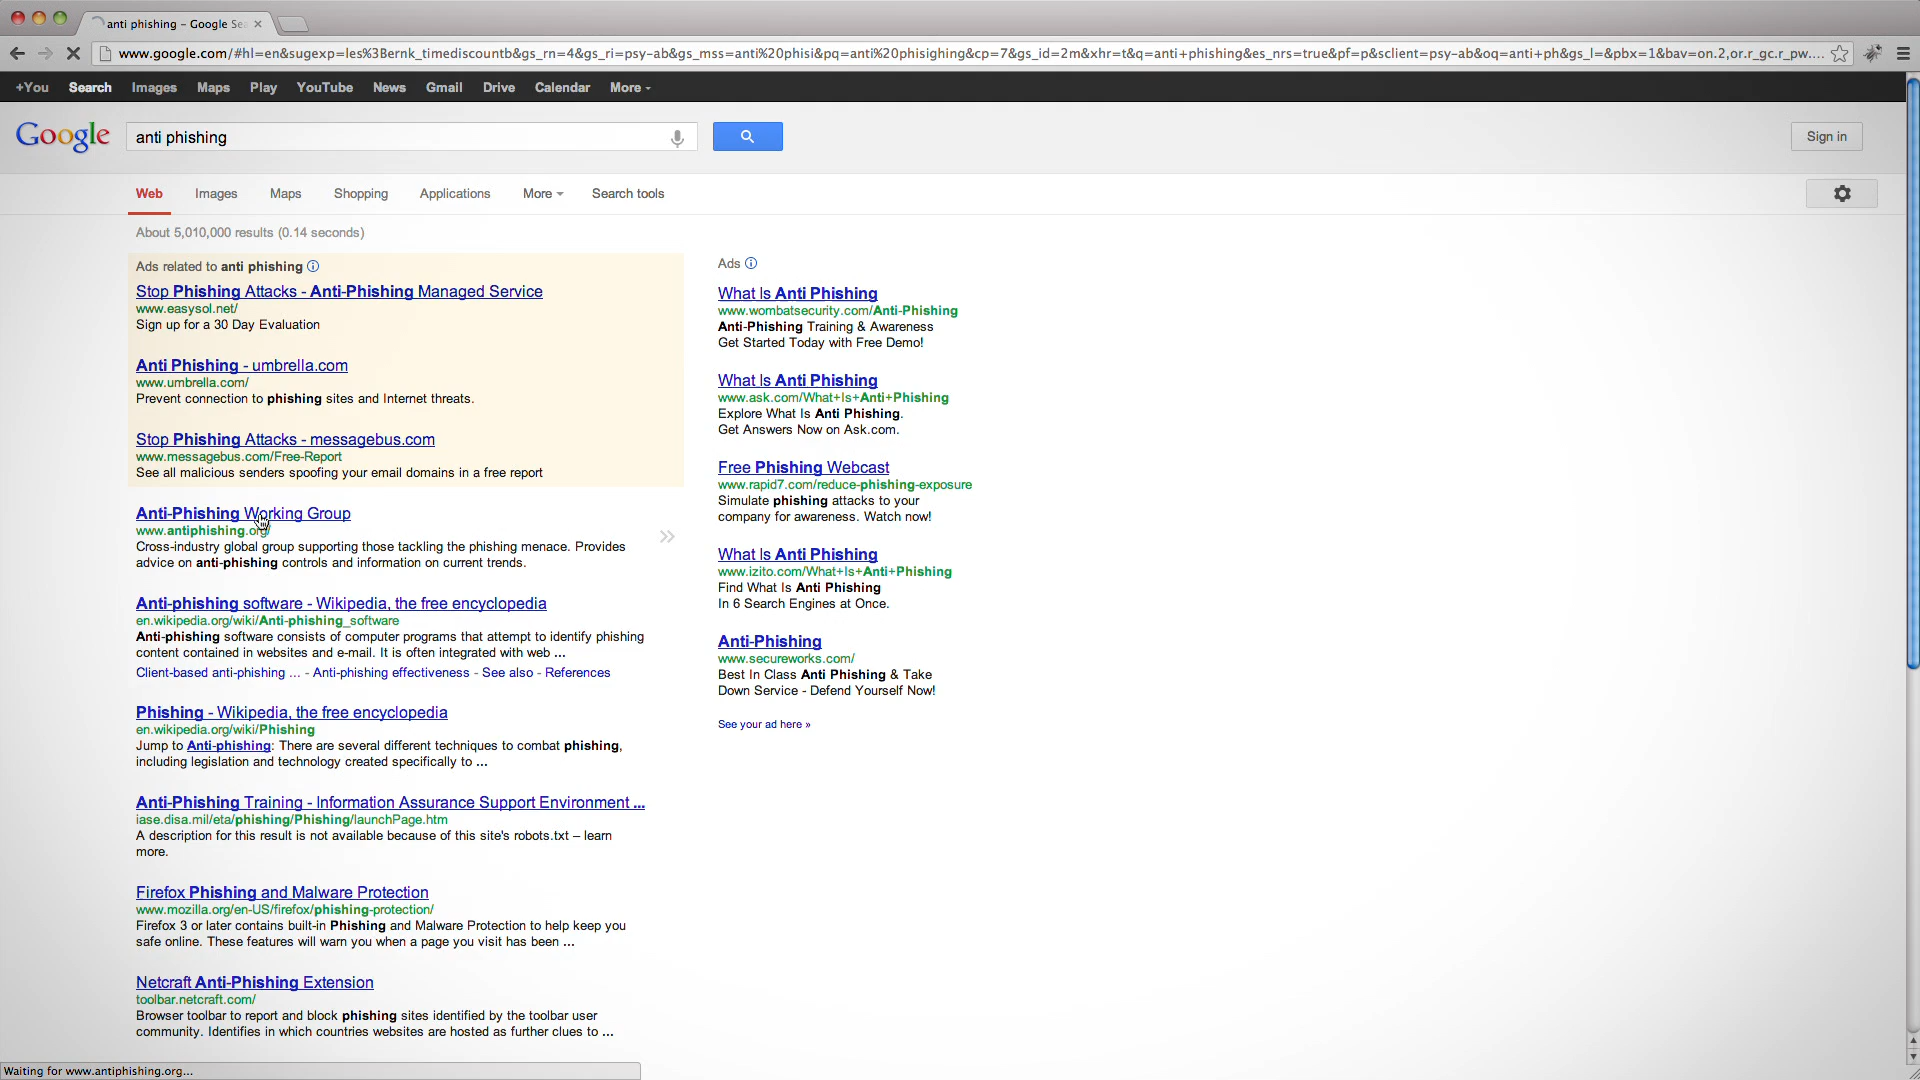 anti phishing - Google Sea
www.google.com/#hl=en&sugexp=les%3Bernk_timediscountb&gs_rn=4&gs_ri=psy-ab&gs_mss=anti%20phisi&pq=anti%20phisighing&cp=7&gs_id=2m&xhr=t&q=anti+phishing&es_nrs=true&pf=p&sclient=psy-ab&oq=anti+ph&gs_l=&pbx=1&bav=on.2,or.r_gc.r_pw....
+You Search Images Maps Play YouTube News Gmail Drive Calendar More
Google anti phishing Sign in
Web Images Maps Shopping Applications More Search tools
About 5,010,000 results (0.14 seconds)
Ads related to anti phishing
Stop Phishing Attacks - Anti-Phishing Managed Service
www.easysol.net/
Sign up for a 30 Day Evaluation
Anti Phishing - umbrella.com
www.umbrella.com/
Prevent connection to phishing sites and Internet threats.
Stop Phishing Attacks - messagebus.com
www.messagebus.com/Free-Report
See all malicious senders spoofing your email domains in a free report
Anti-Phishing Working Group
www.antiphishing.org/
Cross-industry global group supporting those tackling the phishing menace. Provides
advice on anti-phishing controls and information on current trends.
Anti-phishing software - Wikipedia, the free encyclopedia
en.wikipedia.org/wiki/Anti-phishing_software
Anti-phishing software consists of computer programs that attempt to identify phishing
content contained in websites and e-mail. It is often integrated with web ...
Client-based anti-phishing ... - Anti-phishing effectiveness - See also - References
Phishing - Wikipedia, the free encyclopedia
en.wikipedia.org/wiki/Phishing
Jump to Anti-phishing: There are several different techniques to combat phishing,
including legislation and technology created specifically to ...
Anti-Phishing Training - Information Assurance Support Environment ...
iase.disa.mil/eta/phishing/Phishing/launchPage.htm
A description for this result is not available because of this site's robots.txt – learn
more.
Firefox Phishing and Malware Protection
www.mozilla.org/en-US/firefox/phishing-protection/
Firefox 3 or later contains built-in Phishing and Malware Protection to help keep you
safe online. These features will warn you when a page you visit has been ...
Netcraft Anti-Phishing Extension
toolbar.netcraft.com/
Browser toolbar to report and block phishing sites identified by the toolbar user
community. Identifies in which countries websites are hosted as further clues to ...
Ads
What Is Anti Phishing
www.wombatsecurity.com/Anti-Phishing
Anti-Phishing Training & Awareness
Get Started Today with Free Demo!
What Is Anti Phishing
www.ask.com/What+Is+Anti+Phishing
Explore What Is Anti Phishing.
Get Answers Now on Ask.com.
Free Phishing Webcast
www.rapid7.com/reduce-phishing-exposure
Simulate phishing attacks to your
company for awareness. Watch now!
What Is Anti Phishing
www.izito.com/What+Is+Anti+Phishing
Find What Is Anti Phishing
In 6 Search Engines at Once.
Anti-Phishing
www.secureworks.com/
Best In Class Anti Phishing & Take
Down Service - Defend Yourself Now!
See your ad here »
Waiting for www.antiphishing.org...